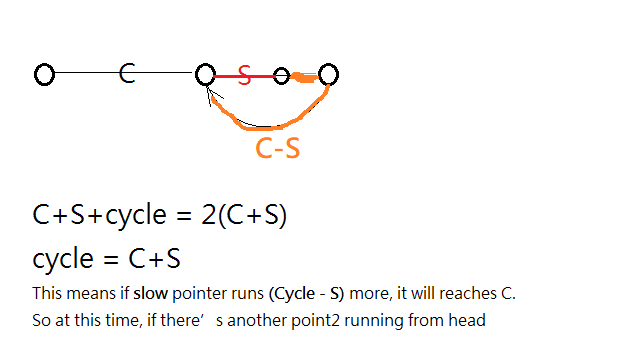 C S
C-S
C+S+cycle = 2(C+S)
cycle = C+S
This means if slow pointer runs (Cycle - S) more, it will reaches C.
So at this time, if there’s another point2 running from head